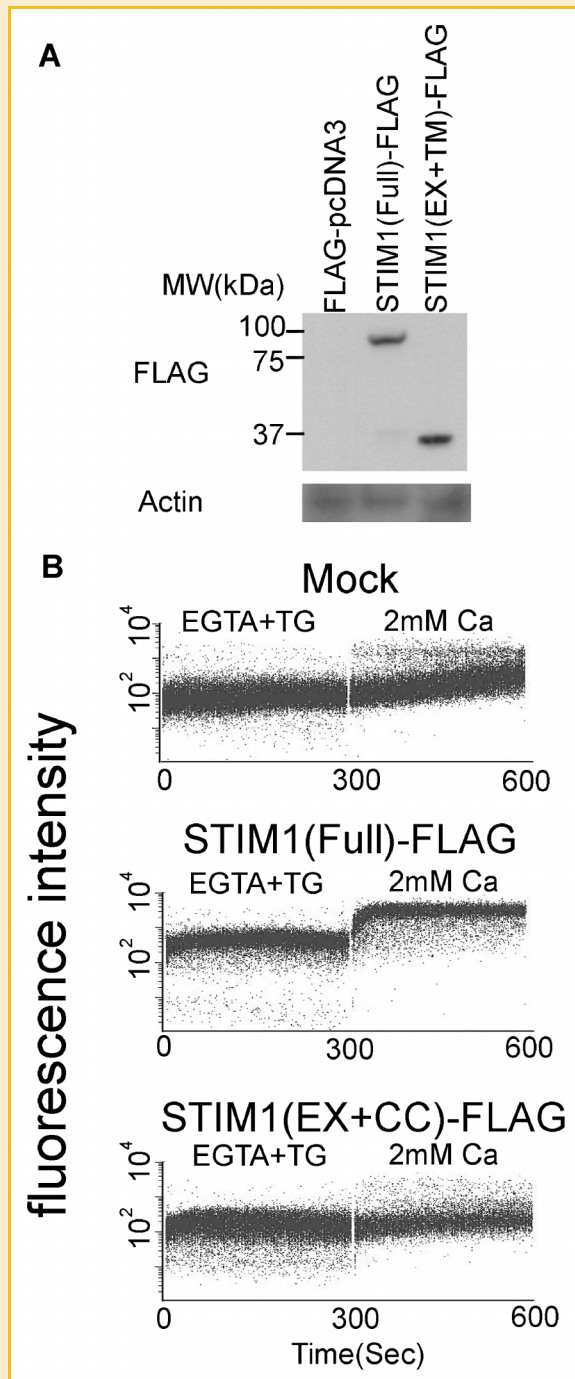 A
FLAG-pcDNA3
STIM1(Full)-FLAG
STIM1(EX+TM)-FLAG
MW(kDa)
100
75
37
FLAG
Actin
B
fluorescence intensity
Mock
EGTA+TG 2mM Ca
10^4
10^2
0 300 600
STIM1(Full)-FLAG
EGTA+TG 2mM Ca
10^4
10^2
0 300 600
STIM1(EX+CC)-FLAG
EGTA+TG 2mM Ca
10^4
10^2
0 300 600
Time(Sec)